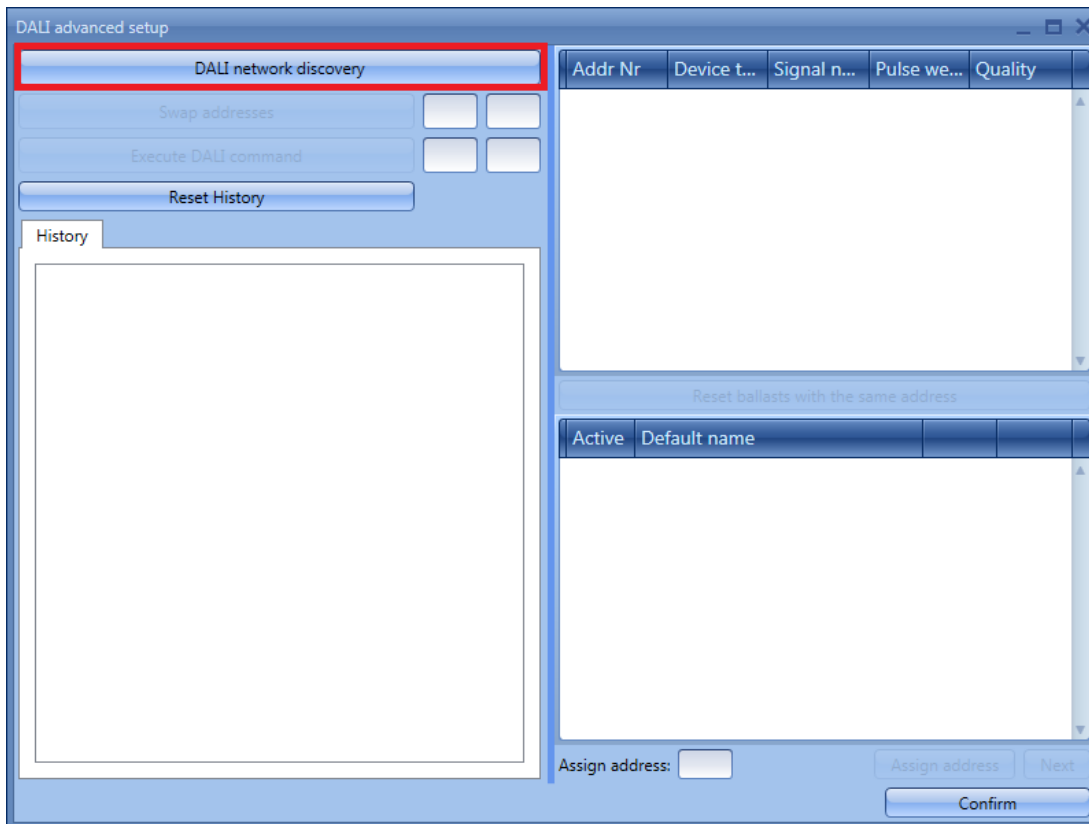 DALI advanced setup
DALI network discovery
Swap addresses
Execute DALI command
Reset History
History
Addr Nr Device t... Signal n... Pulse we... Quality
Reset ballasts with the same address
Active Default name
Assign address: Assign address Next
Confirm